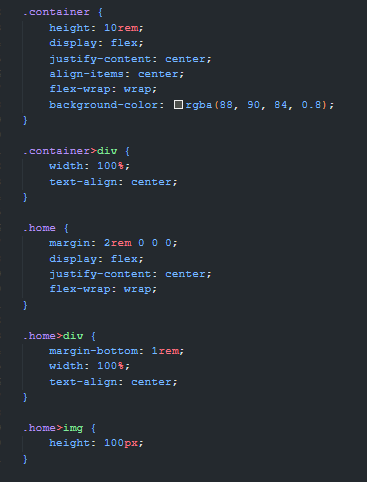 .container {
    height: 10rem;
    display: flex;
    justify-content: center;
    align-items: center;
    flex-wrap: wrap;
    background-color: rgba(88, 90, 84, 0.8);
}

.container>div {
    width: 100%;
    text-align: center;
}

.home {
    margin: 2rem 0 0 0;
    display: flex;
    justify-content: center;
    flex-wrap: wrap;
}

.home>div {
    margin-bottom: 1rem;
    width: 100%;
    text-align: center;
}

.home>img {
    height: 100px;
}